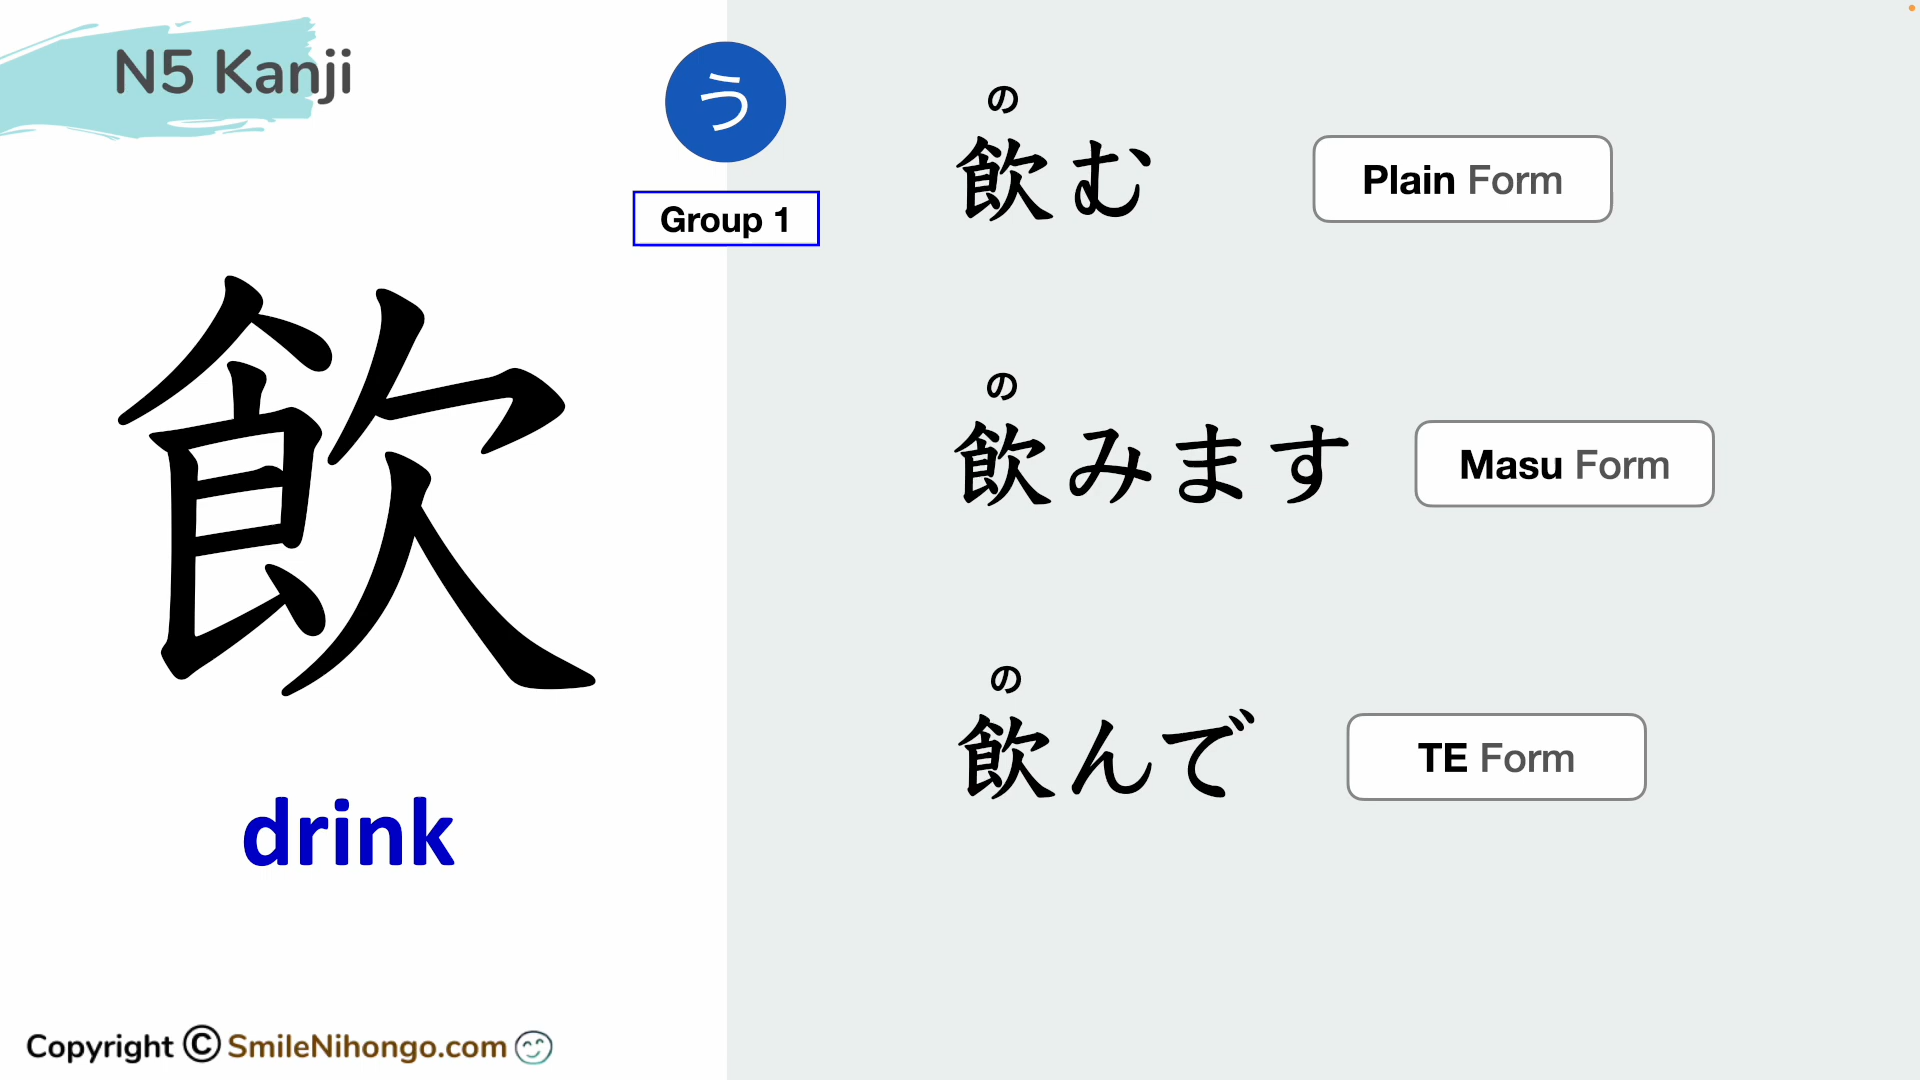 N5 Kanji
う
Group 1
飲
drink
の
飲む
Plain Form
の
飲みます
Masu Form
の
飲んで
TE Form
Copyright © SmileNihongo.com